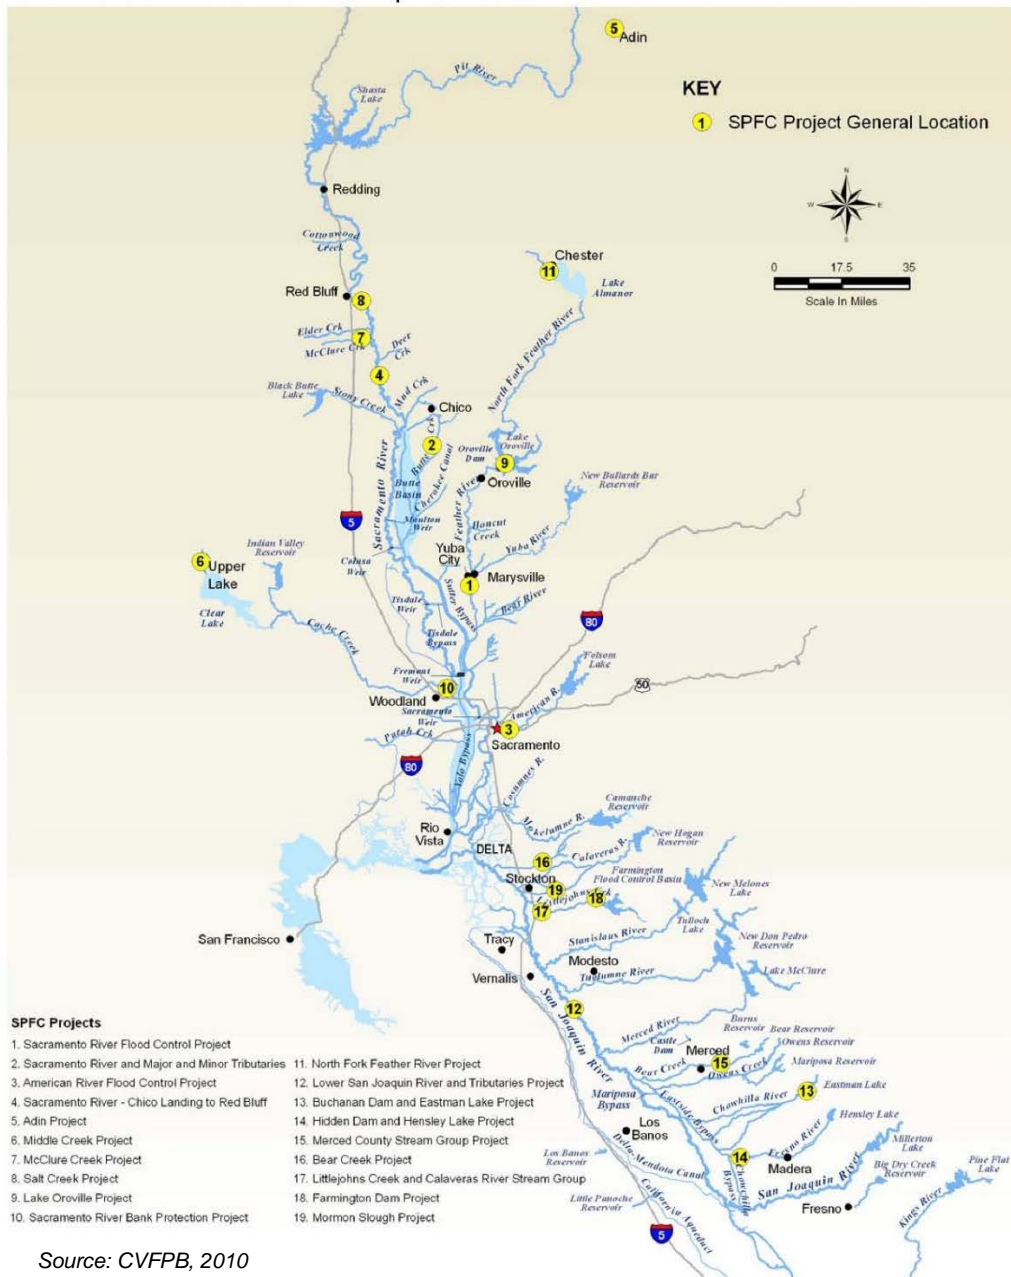 5
Adin
Pit River
KEY
1 SPFC Project General Location
Shasta
Lake
N
W E
S
Redding
Cottonwood
Creek
Chester
11
Lake
Almanor
0 17.5 35
Scale In Miles
Red Bluff
8
Elder Crk
7
McClure Crk
Deer
Crk
4
North Fork Feather River
Mud Crk
Black Butte
Lake
Stony Creek
Chico
2
Butte Crk
Lake
Oroville
Oroville
Dam
9
Oroville
Sacramento River
Butte
Basin
Cherokee Canal
Feather River
New Bullards Bar
Reservoir
Moulton
Weir
Honcut
Creek
5
Yuba River
Indian Valley
Reservoir
Colusa
Weir
Yuba
City
6
Upper
Lake
Marysville
1
Clear
Lake
Tisdale
Weir
Sutter Bypass
Bear River
80
Cache Creek
Tisdale
Bypass
Folsom
Lake
Fremont
Weir
50
10
Woodland
American R.
Sacramento
Weir
3
Putah Crk
Sacramento
80
Yolo Bypass
Cosumnes R.
Camanche
Reservoir
Mokelumne R.
Rio
Vista
New Hogan
Reservoir
DELTA
Calaveras R.
16
Farmington
Flood Control Basin
Stockton
19
New Melones
Lake
Littlejohns Crk
18
17
Tulloch
Lake
Stanislaus River
San Francisco
Tracy
New Don Pedro
Reservoir
Modesto
Vernalis
Tuolumne River
Lake McClure
San Joaquin River
12
Merced River
Burns
Reservoir
Bear Reservoir
Castle
Dam
Owens Reservoir
Merced
15
Mariposa Reservoir
Bear Creek
Owens Creek
Mariposa
Bypass
Eastside Bypass
Chowhilla River
13
Eastman Lake
Hensley Lake
Los
Banos
Fresno River
Millerton
Lake
Los Banos
Reservoir
14
Madera
Big Dry Creek
Reservoir
Pine Flat
Lake
Delta-Mendota Canal
Chowchilla
Bypass
San Joaquin River
Little Panoche
Reservoir
California Aqueduct
Fresno
Kings River
5
SPFC Projects
1. Sacramento River Flood Control Project
2. Sacramento River and Major and Minor Tributaries
3. American River Flood Control Project
4. Sacramento River - Chico Landing to Red Bluff
5. Adin Project
6. Middle Creek Project
7. McClure Creek Project
8. Salt Creek Project
9. Lake Oroville Project
10. Sacramento River Bank Protection Project
11. North Fork Feather River Project
12. Lower San Joaquin River and Tributaries Project
13. Buchanan Dam and Eastman Lake Project
14. Hidden Dam and Hensley Lake Project
15. Merced County Stream Group Project
16. Bear Creek Project
17. Littlejohns Creek and Calaveras River Stream Group
18. Farmington Dam Project
19. Mormon Slough Project
Source: CVFPB, 2010